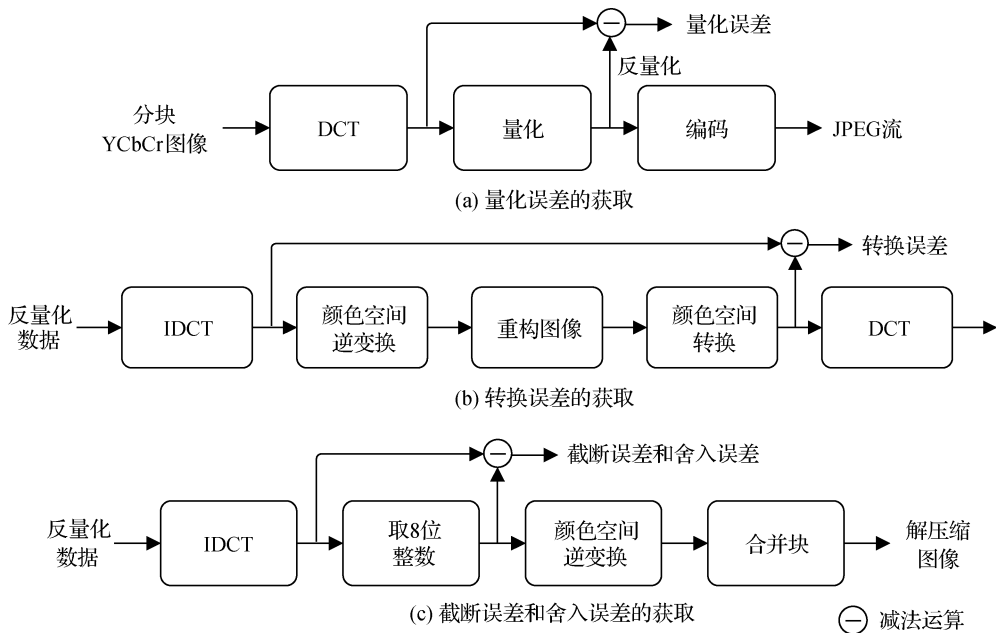 量化误差
反量化
分块
YCbCr图像
DCT
量化
编码
JPEG流
(a) 量化误差的获取
转换误差
反量化
数据
IDCT
颜色空间
逆变换
重构图像
颜色空间
转换
DCT
(b) 转换误差的获取
截断误差和舍入误差
反量化
数据
IDCT
取8位
整数
颜色空间
逆变换
合并块
解压缩
图像
(c) 截断误差和舍入误差的获取
减法运算